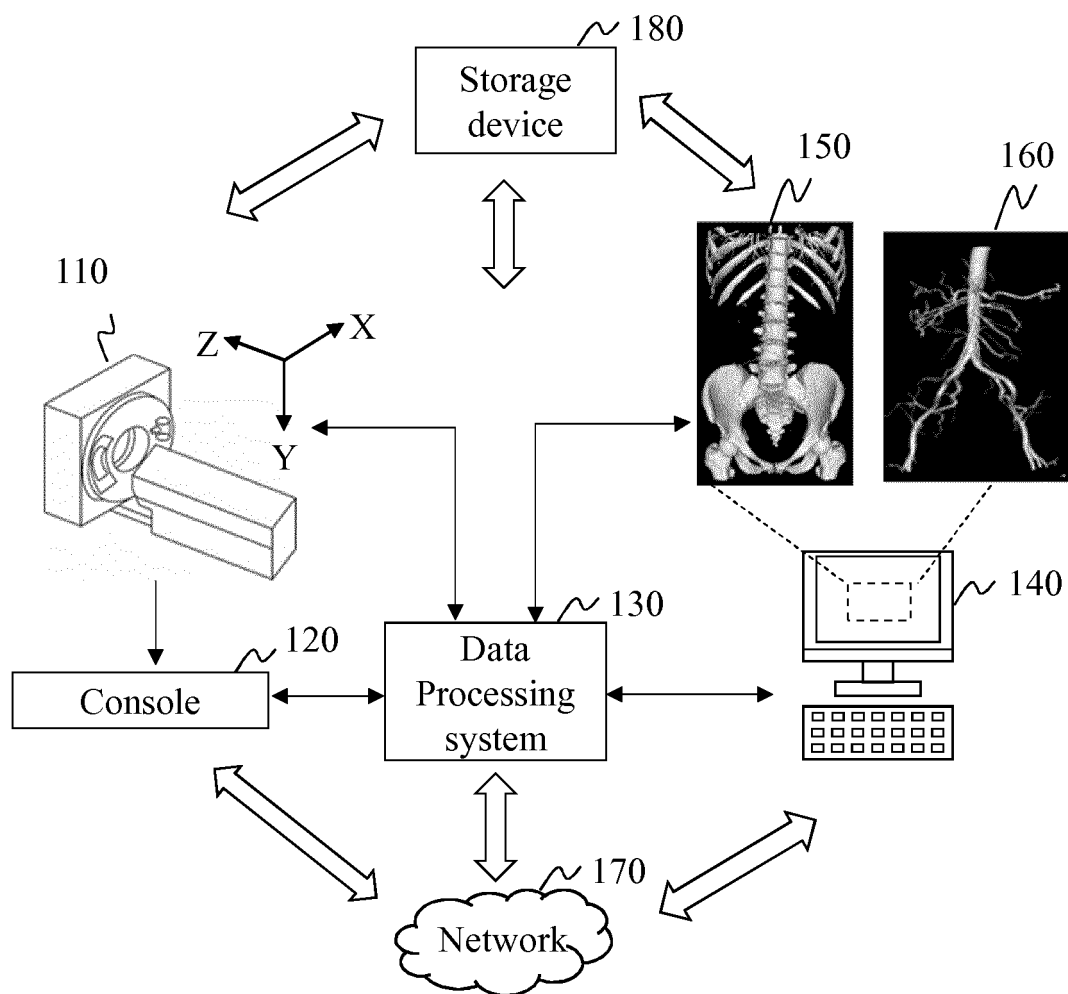 180
Storage
device
150
160
110
X
Z
Y
130
140
120
Data
Processing
system
Console
170
Network